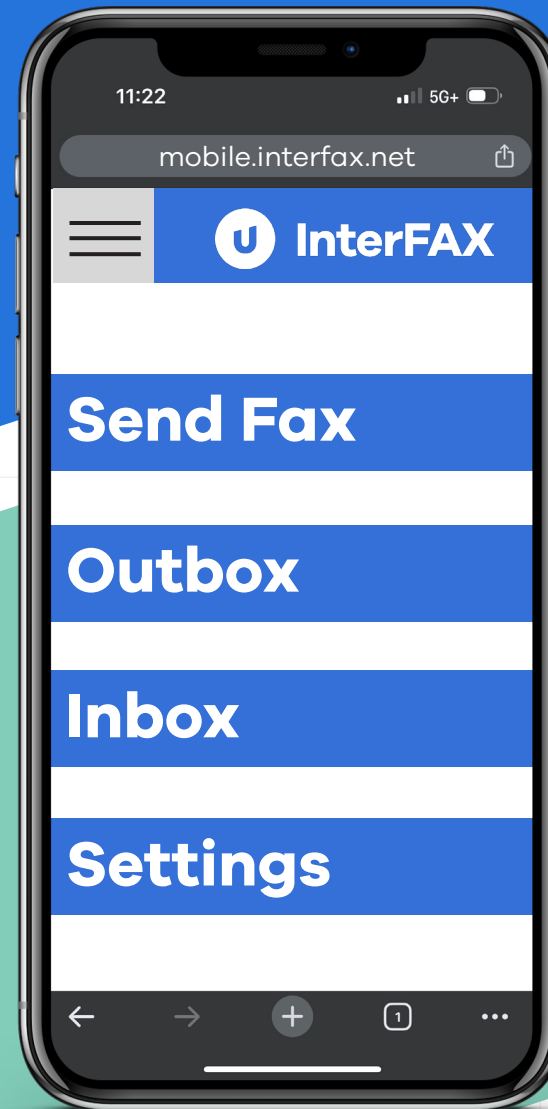 11:22 5G+
mobile.interfax.net
U InterFAX
Send Fax
Outbox
Inbox
Settings
1